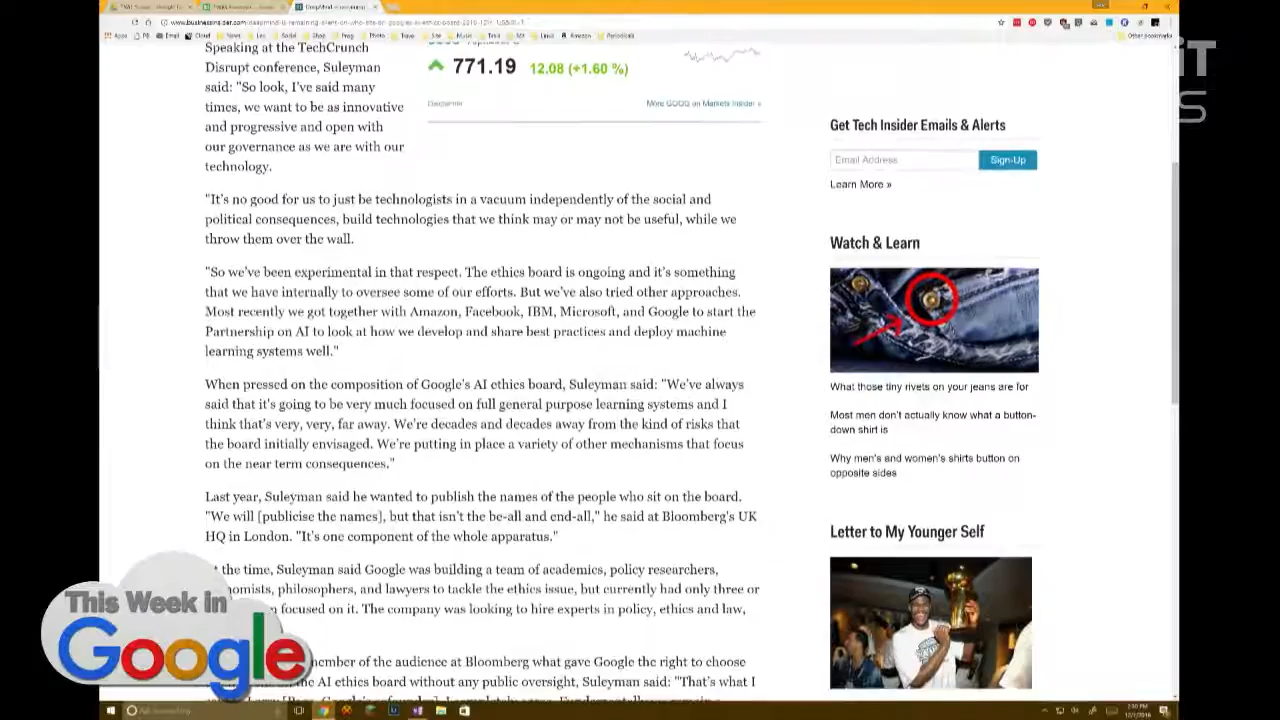 Speaking at the TechCrunch
Disrupt conference, Suleyman
said: "So look, I've said many
times, we want to be as innovative
and progressive and open with
our governance as we are with our
technology.
771.19 12.08 (+1.60 %)
Disclaimer
More GOOG on Markets Insider »
"It's no good for us to just be technologists in a vacuum independently of the social and
political consequences, build technologies that we think may or may not be useful, while we
throw them over the wall.
"So we've been experimental in that respect. The ethics board is ongoing and it's something
that we have internally to oversee some of our efforts. But we've also tried other approaches.
Most recently we got together with Amazon, Facebook, IBM, Microsoft, and Google to start the
Partnership on AI to look at how we develop and share best practices and deploy machine
learning systems well."
When pressed on the composition of Google's AI ethics board, Suleyman said: "We've always
said that it's going to be very much focused on full general purpose learning systems and I
think that's very, very, far away. We're decades and decades away from the kind of risks that
the board initially envisaged. We're putting in place a variety of other mechanisms that focus
on the near term consequences."
Last year, Suleyman said he wanted to publish the names of the people who sit on the board.
"We will [publicise the names], but that isn't the be-all and end-all," he said at Bloomberg's UK
HQ in London. "It's one component of the whole apparatus."
the time, Suleyman said Google was building a team of academics, policy researchers,
philosophers, and lawyers to tackle the ethics issue, but currently had only three or
focused on it. The company was looking to hire experts in policy, ethics and law,
member of the audience at Bloomberg what gave Google the right to choose
the AI ethics board without any public oversight, Suleyman said: "That's what I
Get Tech Insider Emails & Alerts
Email Address
Sign-Up
Learn More »
Watch & Learn
What those tiny rivets on your jeans are for
Most men don't actually know what a button-
down shirt is
Why men's and women's shirts button on
opposite sides
Letter to My Younger Self
This Week in
Google